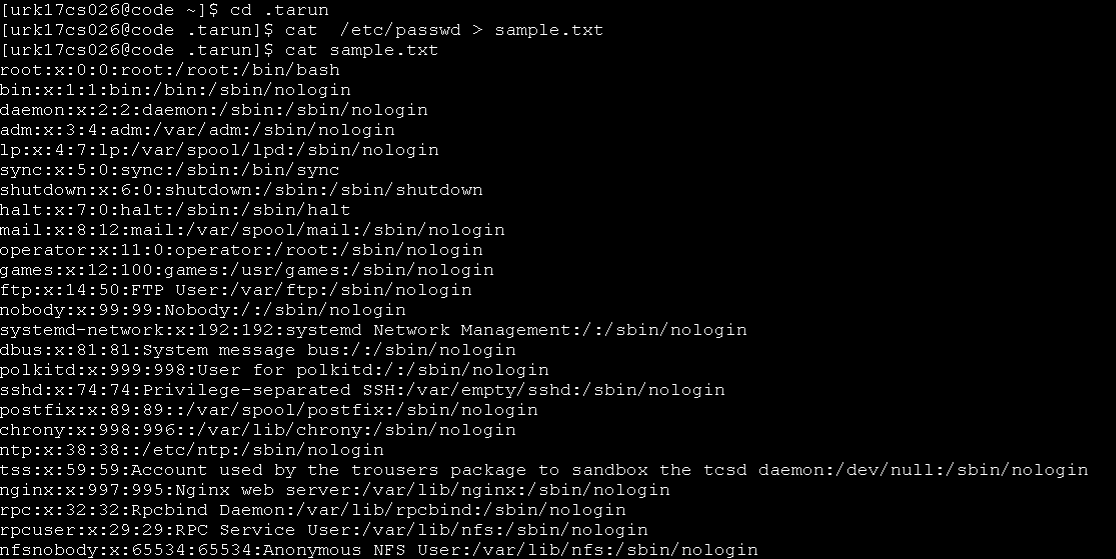 [urk17cs026@code ~]$ cd .tarun
[urk17cs026@code .tarun]$ cat  /etc/passwd > sample.txt
[urk17cs026@code .tarun]$ cat sample.txt
root:x:0:0:root:/root:/bin/bash
bin:x:1:1:bin:/bin:/sbin/nologin
daemon:x:2:2:daemon:/sbin:/sbin/nologin
adm:x:3:4:adm:/var/adm:/sbin/nologin
lp:x:4:7:lp:/var/spool/lpd:/sbin/nologin
sync:x:5:0:sync:/sbin:/bin/sync
shutdown:x:6:0:shutdown:/sbin:/sbin/shutdown
halt:x:7:0:halt:/sbin:/sbin/halt
mail:x:8:12:mail:/var/spool/mail:/sbin/nologin
operator:x:11:0:operator:/root:/sbin/nologin
games:x:12:100:games:/usr/games:/sbin/nologin
ftp:x:14:50:FTP User:/var/ftp:/sbin/nologin
nobody:x:99:99:Nobody:/:/sbin/nologin
systemd-network:x:192:192:systemd Network Management:/:/sbin/nologin
dbus:x:81:81:System message bus:/:/sbin/nologin
polkitd:x:999:998:User for polkitd:/:/sbin/nologin
sshd:x:74:74:Privilege-separated SSH:/var/empty/sshd:/sbin/nologin
postfix:x:89:89::/var/spool/postfix:/sbin/nologin
chrony:x:998:996::/var/lib/chrony:/sbin/nologin
ntp:x:38:38::/etc/ntp:/sbin/nologin
tss:x:59:59:Account used by the trousers package to sandbox the tcsd daemon:/dev/null:/sbin/nologin
nginx:x:997:995:Nginx web server:/var/lib/nginx:/sbin/nologin
rpc:x:32:32:Rpcbind Daemon:/var/lib/rpcbind:/sbin/nologin
rpcuser:x:29:29:RPC Service User:/var/lib/nfs:/sbin/nologin
nfsnobody:x:65534:65534:Anonymous NFS User:/var/lib/nfs:/sbin/nologin